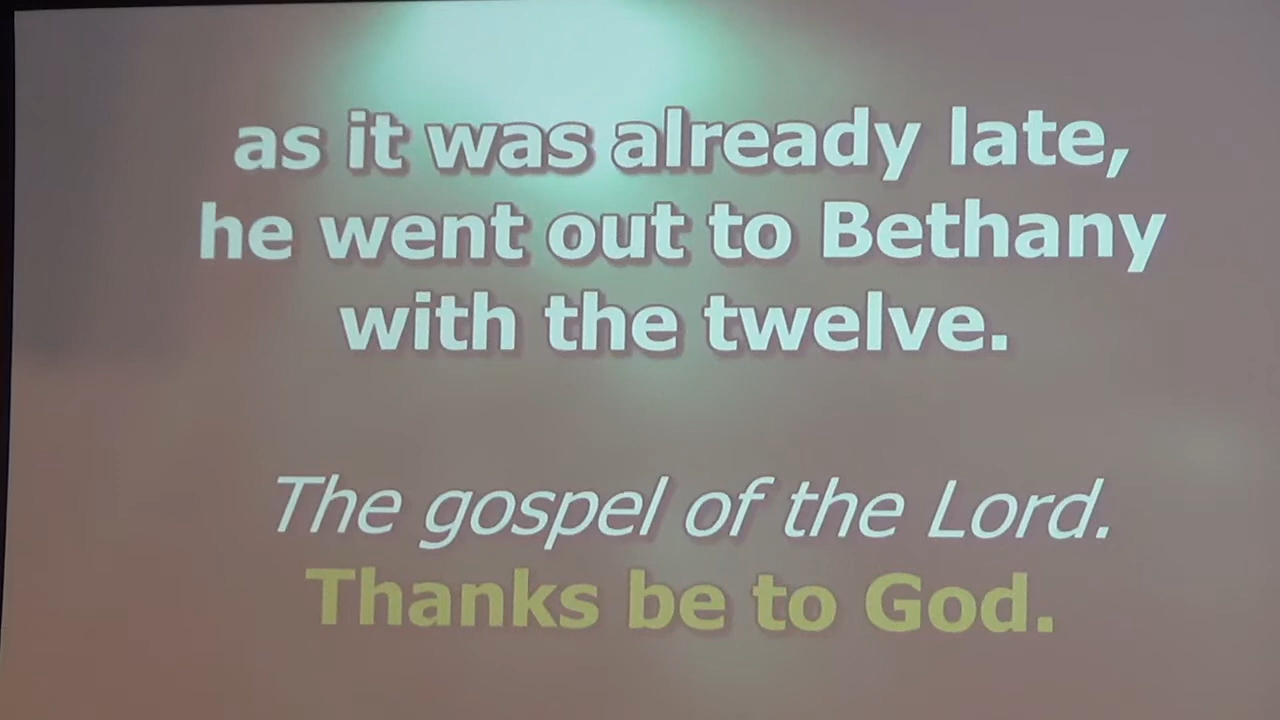 as it was already late,
he went out to Bethany
with the twelve.
The gospel of the Lord.
Thanks be to God.